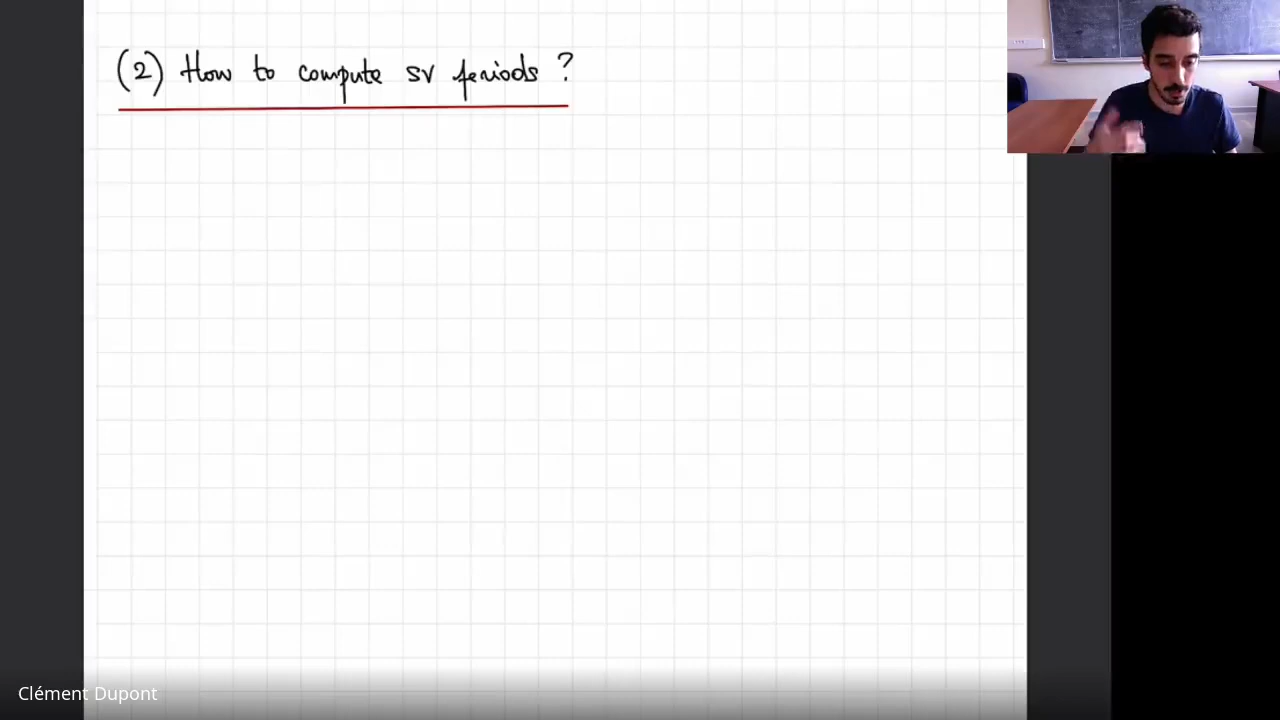 (2) How to compute sv periods ?
Clément Dupont